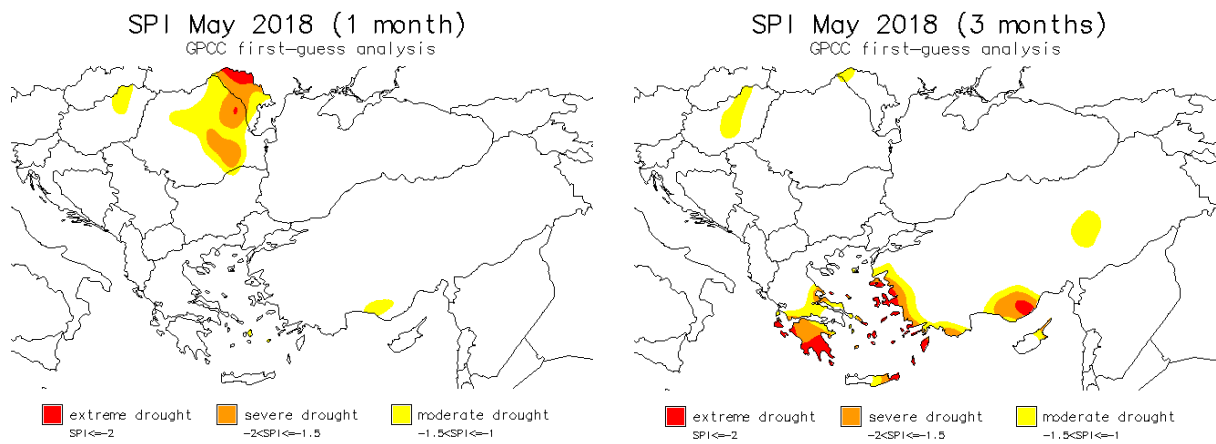 SPI May 2018 (1 month)
GPCC first-guess analysis
extreme drought
SPI<=-2
severe drought
-2<SPI<=-1.5
moderate drought
-1.5<SPI<=-1
SPI May 2018 (3 months)
GPCC first-guess analysis
extreme drought
SPI<=-2
severe drought
-2<SPI<=-1.5
moderate drought
-1.5<SPI<=-1